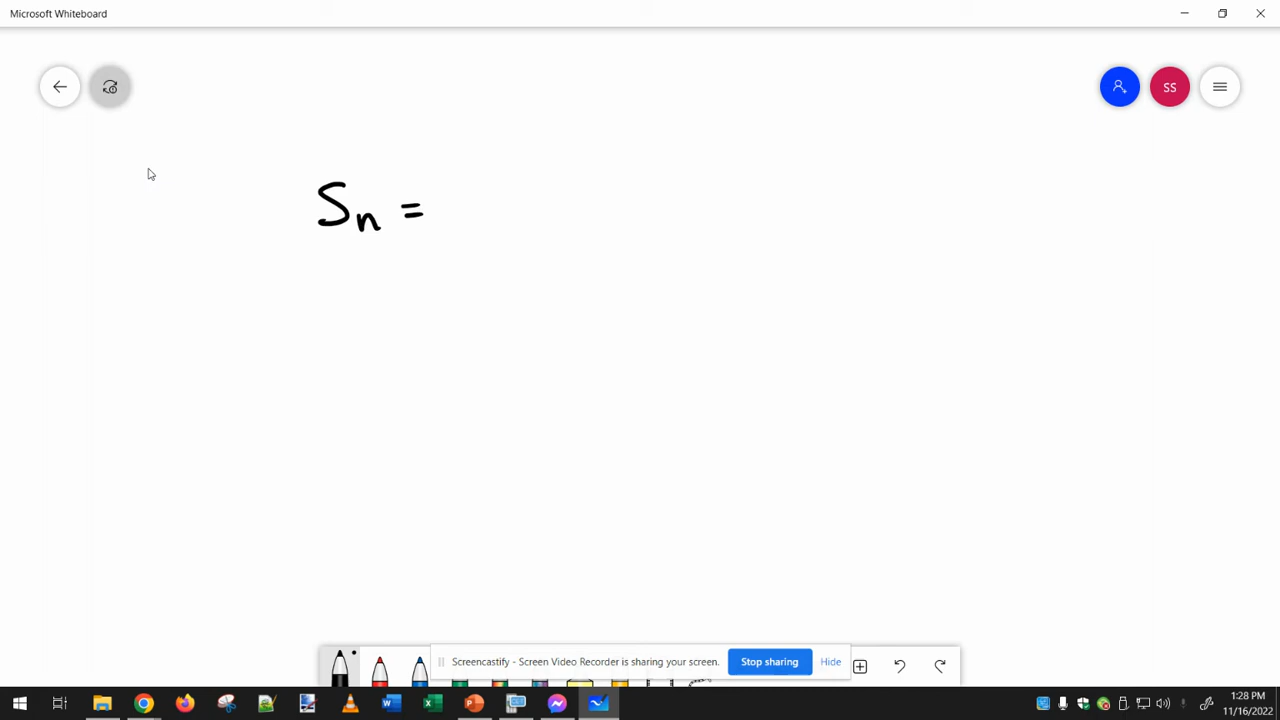 Microsoft Whiteboard
SS
Sn =
Screencastify - Screen Video Recorder is sharing your screen.
Stop sharing
Hide
1:28 PM
11/16/2022